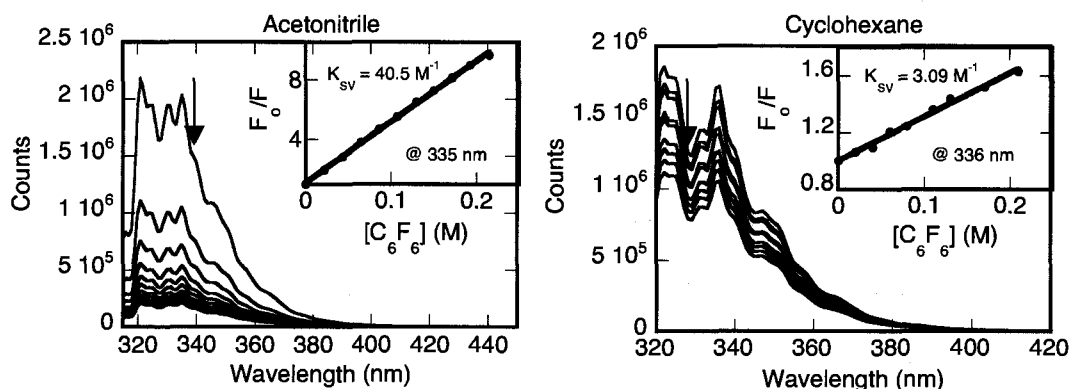 Acetonitrile
2.5 10⁶
2 10⁶
1.5 10⁶
1 10⁶
5 10⁵
0
Counts
320 340 360 380 400 420 440
Wavelength (nm)
8
4
F₀/F
K_SV = 40.5 M⁻¹
@ 335 nm
0 0.1 0.2
[C₆F₆] (M)
Cyclohexane
2 10⁶
1.5 10⁶
1 10⁶
5 10⁵
0
Counts
320 340 360 380 400 420
Wavelength (nm)
1.6
1.2
0.8
F₀/F
K_SV = 3.09 M⁻¹
@ 336 nm
0 0.1 0.2
[C₆F₆] (M)